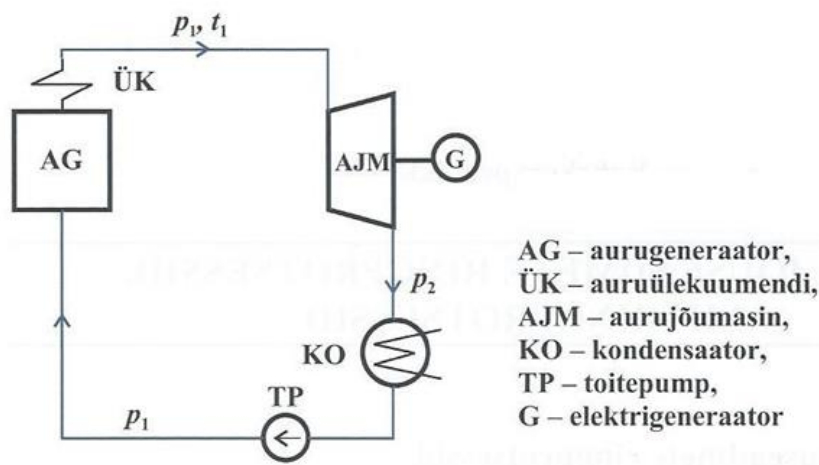 p₁, t₁
ÜK
AG
AJM
G
AG – aurugeneraator,
ÜK – auruülekuumendi,
AJM – aurujõumasin,
KO – kondensaator,
TP – toitepump,
G – elektrigeneraator
p₂
KO
TP
p₁